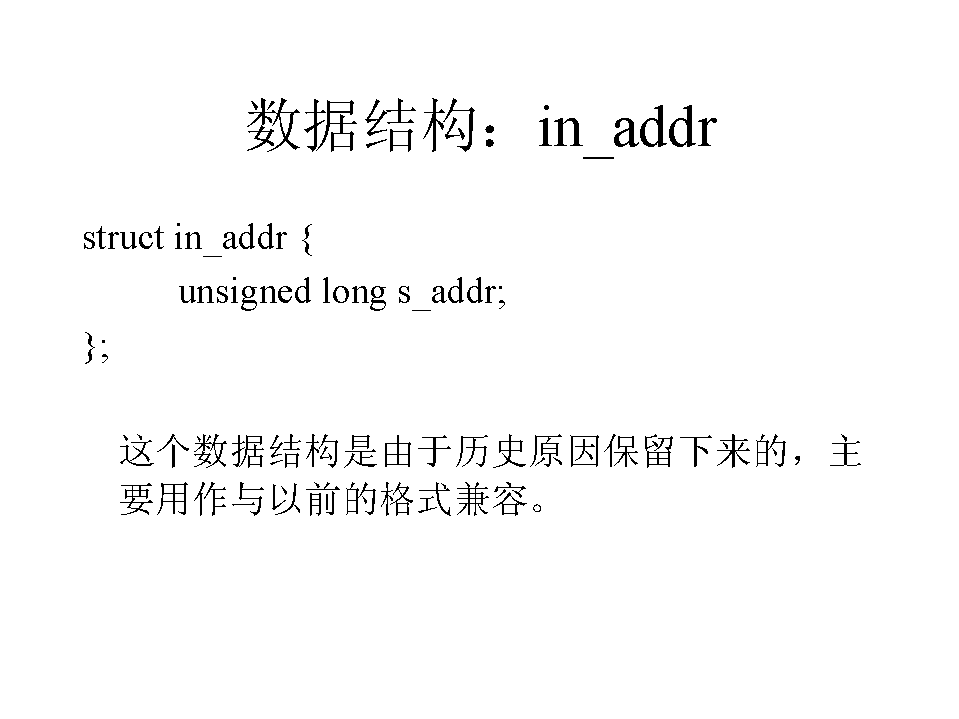 数据结构：in_addr
struct in_addr {
unsigned long s_addr;
};
这个数据结构是由于历史原因保留下来的，主
要用作与以前的格式兼容。